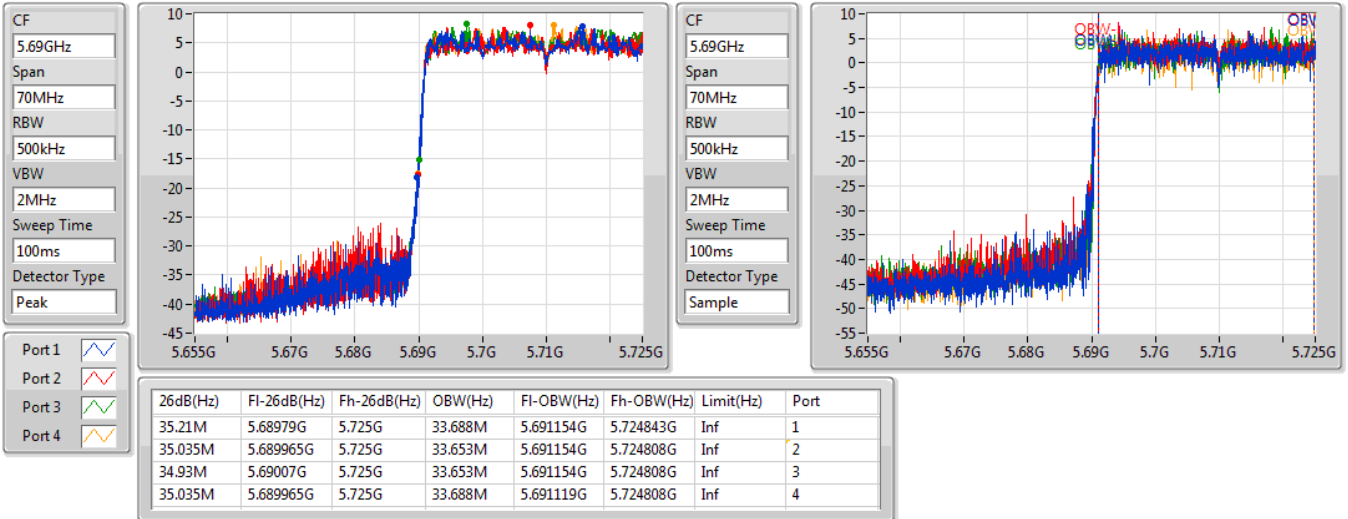 CF
5.69GHz
Span
70MHz
RBW
500kHz
VBW
2MHz
Sweep Time
100ms
Detector Type
Peak
10
5
0
-5
-10
-15
-20
-25
-30
-35
-40
-45
5.655G 5.67G 5.68G 5.69G 5.7G 5.71G 5.725G
CF
5.69GHz
Span
70MHz
RBW
500kHz
VBW
2MHz
Sweep Time
100ms
Detector Type
Sample
10
5
0
-5
-10
-15
-20
-25
-30
-35
-40
-45
-50
-55
5.655G 5.67G 5.68G 5.69G 5.7G 5.71G 5.725G
Port 1
Port 2
Port 3
Port 4
26dB(Hz) Fl-26dB(Hz) Fh-26dB(Hz) OBW(Hz) Fl-OBW(Hz) Fh-OBW(Hz) Limit(Hz) Port
35.21M 5.68979G 5.725G 33.688M 5.691154G 5.724843G Inf 1
35.035M 5.689965G 5.725G 33.653M 5.691154G 5.724808G Inf 2
34.93M 5.69007G 5.725G 33.653M 5.691154G 5.724808G Inf 3
35.035M 5.689965G 5.725G 33.688M 5.691119G 5.724808G Inf 4